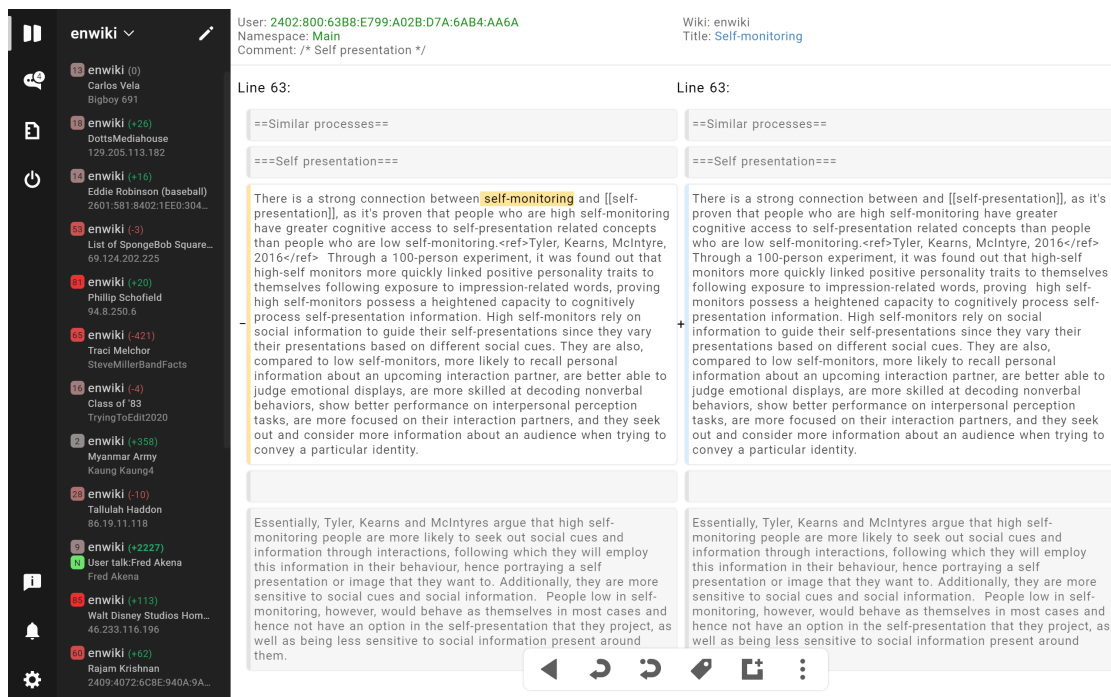 enwiki
13 enwiki (0)
Carlos Vela
Bigboy 691
18 enwiki (+26)
DottsMediahouse
129.205.113.182
14 enwiki (+16)
Eddie Robinson (baseball)
2601:581:8402:1EE0:304...
53 enwiki (-3)
List of SpongeBob Square...
69.124.202.225
81 enwiki (+20)
Phillip Schofield
94.8.250.6
65 enwiki (-421)
Traci Melchor
SteveMillerBandFacts
16 enwiki (-4)
Class of '83
TryingToEdit2020
2 enwiki (+358)
Myanmar Army
Kaung Kaung4
28 enwiki (-10)
Tallulah Haddon
86.19.11.118
9 enwiki (+2227)
N User talk:Fred Akena
Fred Akena
85 enwiki (+113)
Walt Disney Studios Hom...
46.233.116.196
60 enwiki (+62)
Rajam Krishnan
2409:4072:6C8E:940A:9A...
4
User: 2402:800:63B8:E799:A02B:D7A:6AB4:AA6A
Namespace: Main
Comment: /* Self presentation */
Wiki: enwiki
Title: Self-monitoring
Line 63:
==Similar processes==
===Self presentation===
−
There is a strong connection between self-monitoring and [[self-
presentation]], as it's proven that people who are high self-monitoring
have greater cognitive access to self-presentation related concepts
than people who are low self-monitoring.<ref>Tyler, Kearns, McIntyre,
2016</ref>  Through a 100-person experiment, it was found out that
high-self monitors more quickly linked positive personality traits to
themselves following exposure to impression-related words, proving
high self-monitors possess a heightened capacity to cognitively
process self-presentation information. High self-monitors rely on
social information to guide their self-presentations since they vary
their presentations based on different social cues. They are also,
compared to low self-monitors, more likely to recall personal
information about an upcoming interaction partner, are better able to
judge emotional displays, are more skilled at decoding nonverbal
behaviors, show better performance on interpersonal perception
tasks, are more focused on their interaction partners, and they seek
out and consider more information about an audience when trying to
convey a particular identity.
Essentially, Tyler, Kearns and McIntyres argue that high self-
monitoring people are more likely to seek out social cues and
information through interactions, following which they will employ
this information in their behaviour, hence portraying a self
presentation or image that they want to. Additionally, they are more
sensitive to social cues and social information.  People low in self-
monitoring, however, would behave as themselves in most cases and
hence not have an option in the self-presentation that they project, as
well as being less sensitive to social information present around
them.
Line 63:
==Similar processes==
===Self presentation===
+
There is a strong connection between and [[self-presentation]], as it's
proven that people who are high self-monitoring have greater
cognitive access to self-presentation related concepts than people
who are low self-monitoring.<ref>Tyler, Kearns, McIntyre, 2016</ref>
Through a 100-person experiment, it was found out that high-self
monitors more quickly linked positive personality traits to themselves
following exposure to impression-related words, proving  high self-
monitors possess a heightened capacity to cognitively process self-
presentation information. High self-monitors rely on social
information to guide their self-presentations since they vary their
presentations based on different social cues. They are also,
compared to low self-monitors, more likely to recall personal
information about an upcoming interaction partner, are better able to
judge emotional displays, are more skilled at decoding nonverbal
behaviors, show better performance on interpersonal perception
tasks, are more focused on their interaction partners, and they seek
out and consider more information about an audience when trying to
convey a particular identity.
Essentially, Tyler, Kearns and McIntyres argue that high self-
monitoring people are more likely to seek out social cues and
information through interactions, following which they will employ
this information in their behaviour, hence portraying a self
presentation or image that they want to. Additionally, they are more
sensitive to social cues and social information.  People low in self-
monitoring, however, would behave as themselves in most cases and
hence not have an option in the self-presentation that they project, as
well as being less sensitive to social information present around